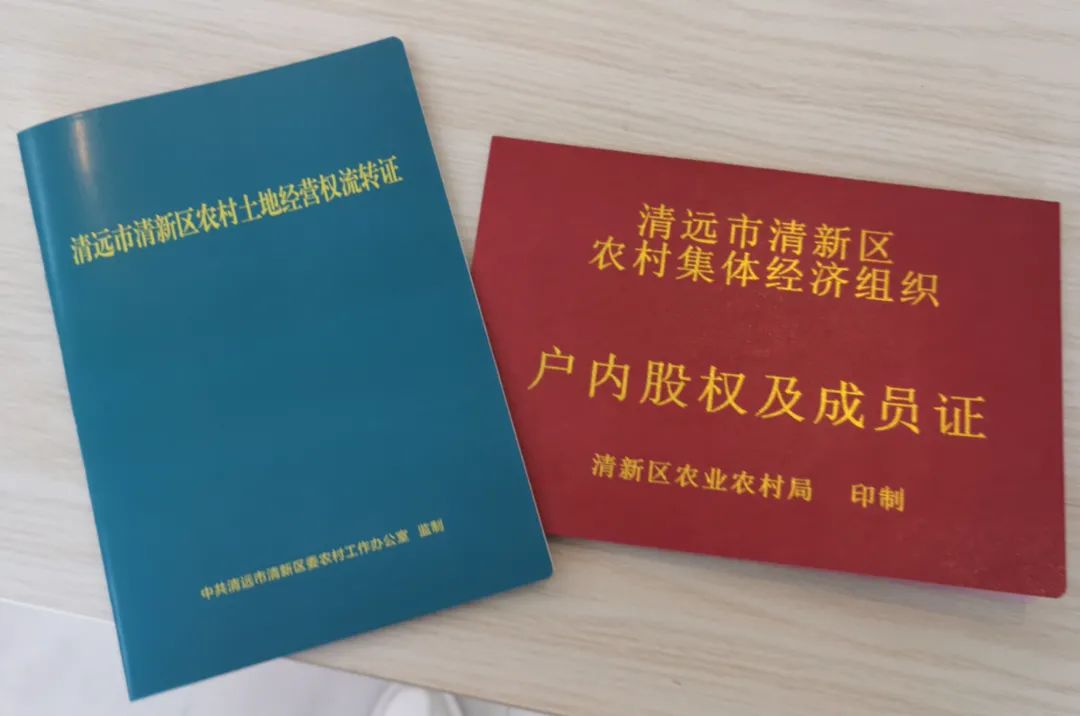 清远市清新区农村土地经营权流转证
中共清远市清新区委农村工作办公室 监制
清远市清新区
农村集体经济组织
户内股权及成员证
清新区农业农村局 印制